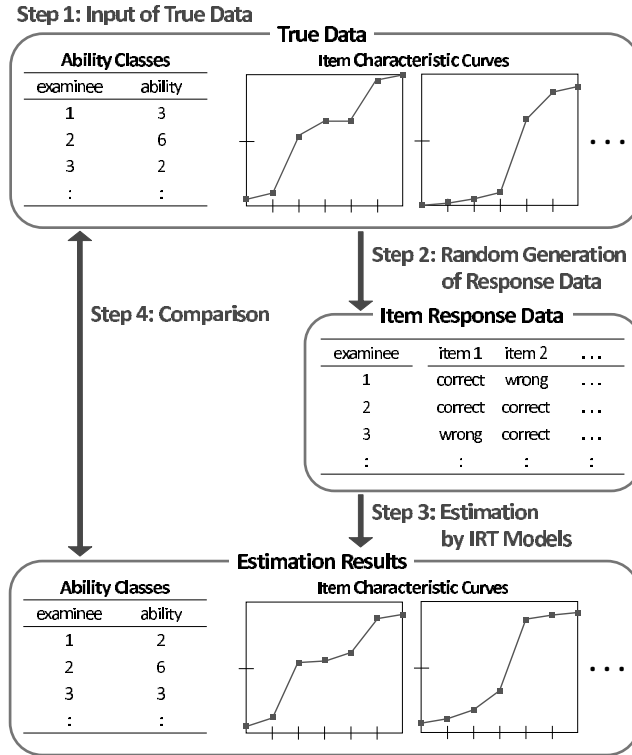 Step 1: Input of True Data
True Data
Ability Classes
examinee ability
1 3
2 6
3 2
: :
Item Characteristic Curves
...
Step 2: Random Generation
of Response Data
Step 4: Comparison
Item Response Data
examinee item 1 item 2 ...
1 correct wrong ...
2 correct correct ...
3 wrong correct ...
: : : :
Step 3: Estimation
by IRT Models
Estimation Results
Ability Classes
examinee ability
1 2
2 6
3 3
: :
Item Characteristic Curves
...